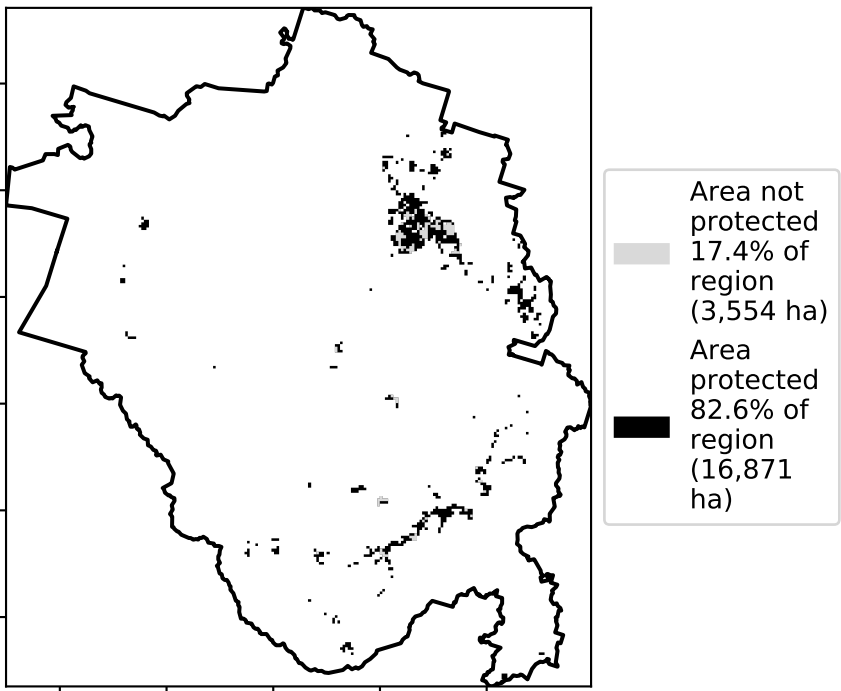 Area not
protected
17.4% of
region
(3,554 ha)
Area
protected
82.6% of
region
(16,871
ha)